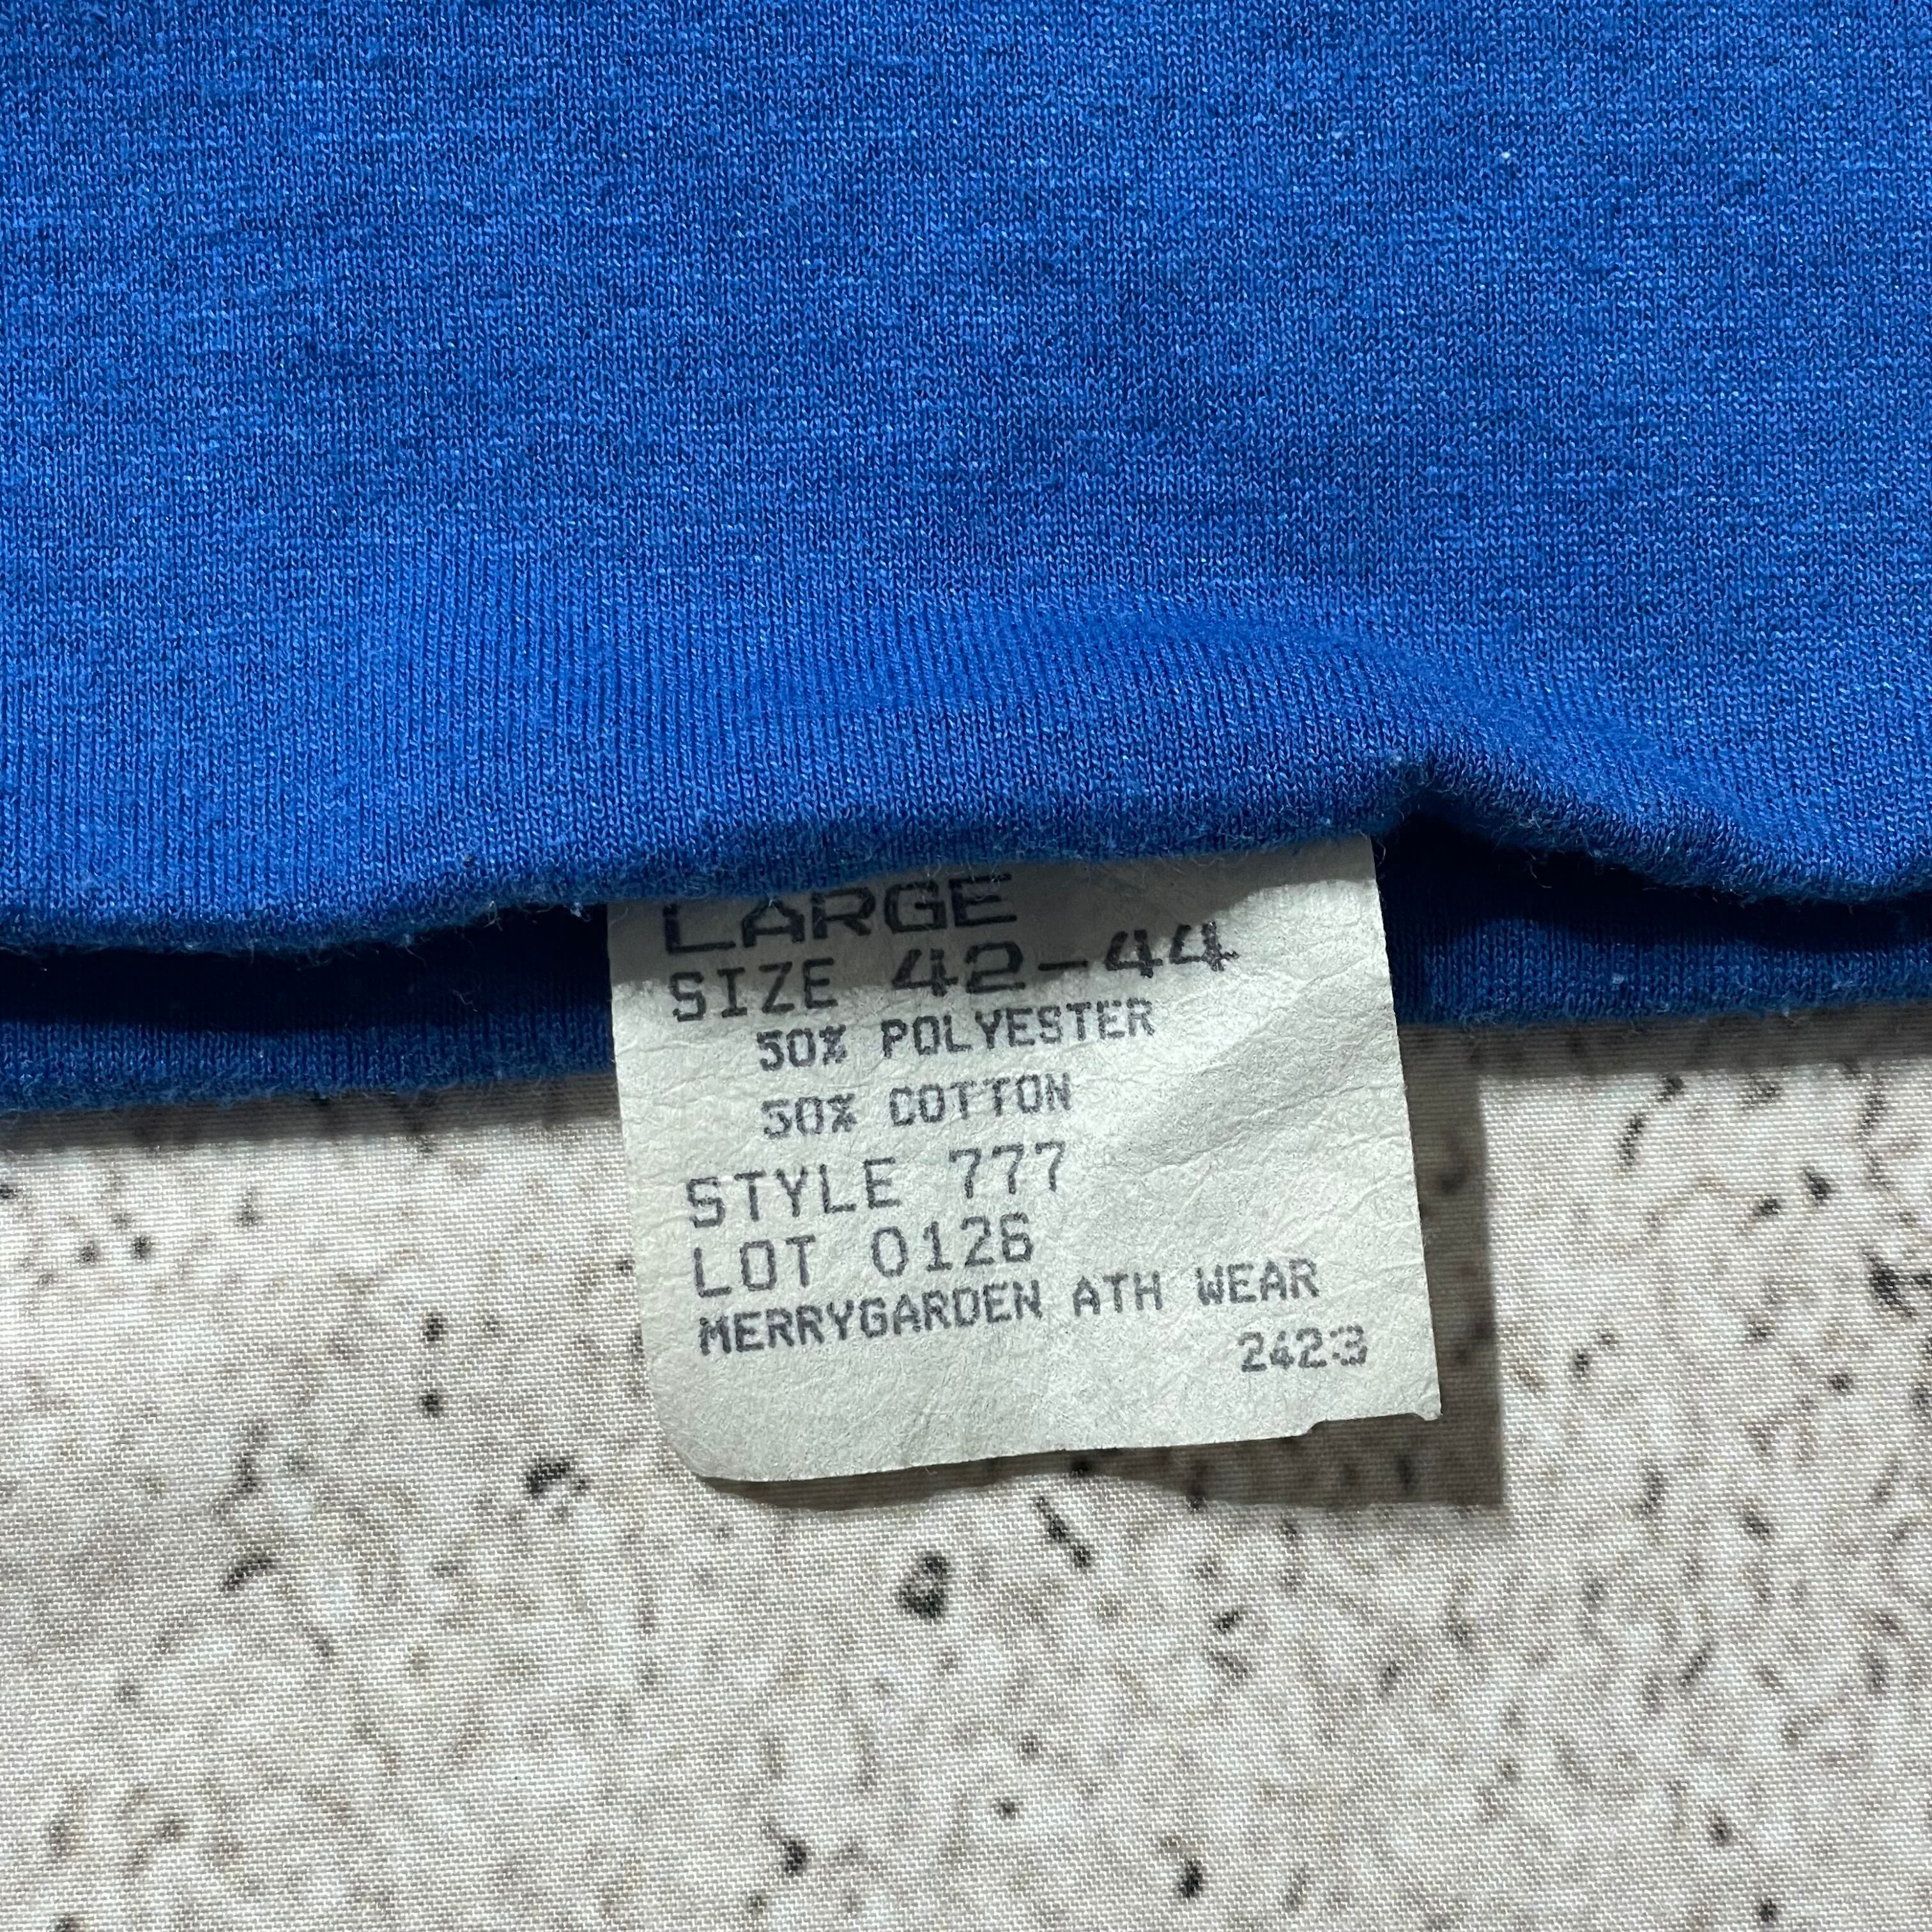 LARGE
SIZE 42-44
50% POLYESTER
50% COTTON
STYLE 777
LOT 0126
MERRYGARDEN ATH WEAR
2423